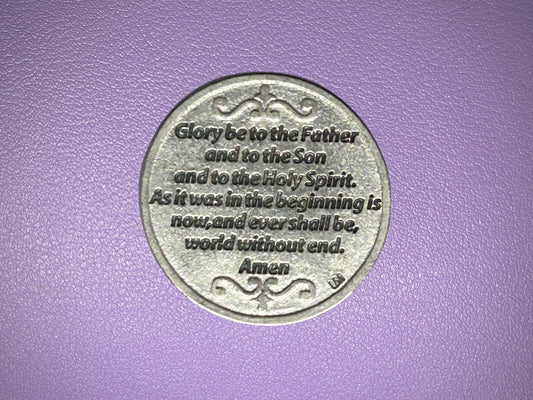 Glory be to the Father
and to the Son
and to the Holy Spirit.
As it was in the beginning is
now, and ever shall be,
world without end.
Amen